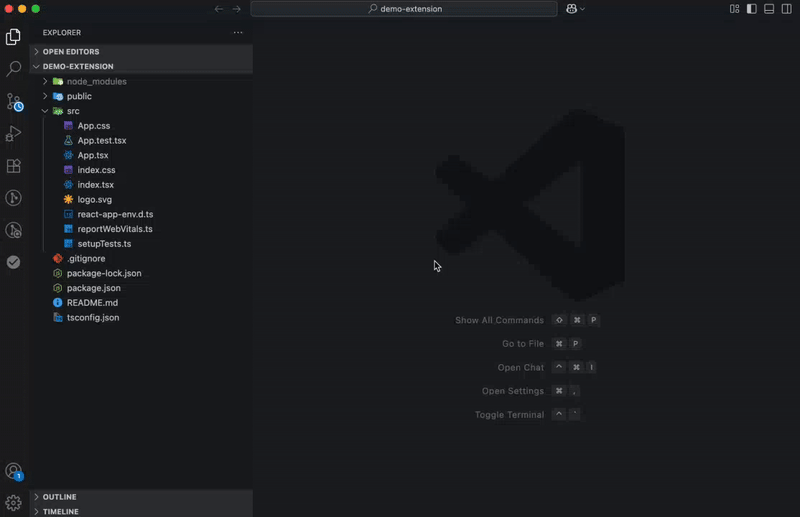 demo-extension
EXPLORER
OPEN EDITORS
DEMO-EXTENSION
node_modules
public
src
App.css
App.test.tsx
App.tsx
index.css
index.tsx
logo.svg
react-app-env.d.ts
reportWebVitals.ts
setupTests.ts
.gitignore
package-lock.json
package.json
README.md
tsconfig.json
Show All Commands ⇧ ⌘ P
Go to File ⌘ P
Open Chat ^ ⌘ I
Open Settings ⌘ ,
Toggle Terminal ^ `
1
OUTLINE
TIMELINE